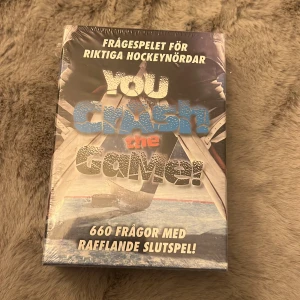 FRÅGESPELET FÖR
RIKTIGA HOCKEYNÖRDAR
YOU
CRASH
the
GAME!
660 FRÅGOR MED
RAFFLANDE SLUTSPEL!